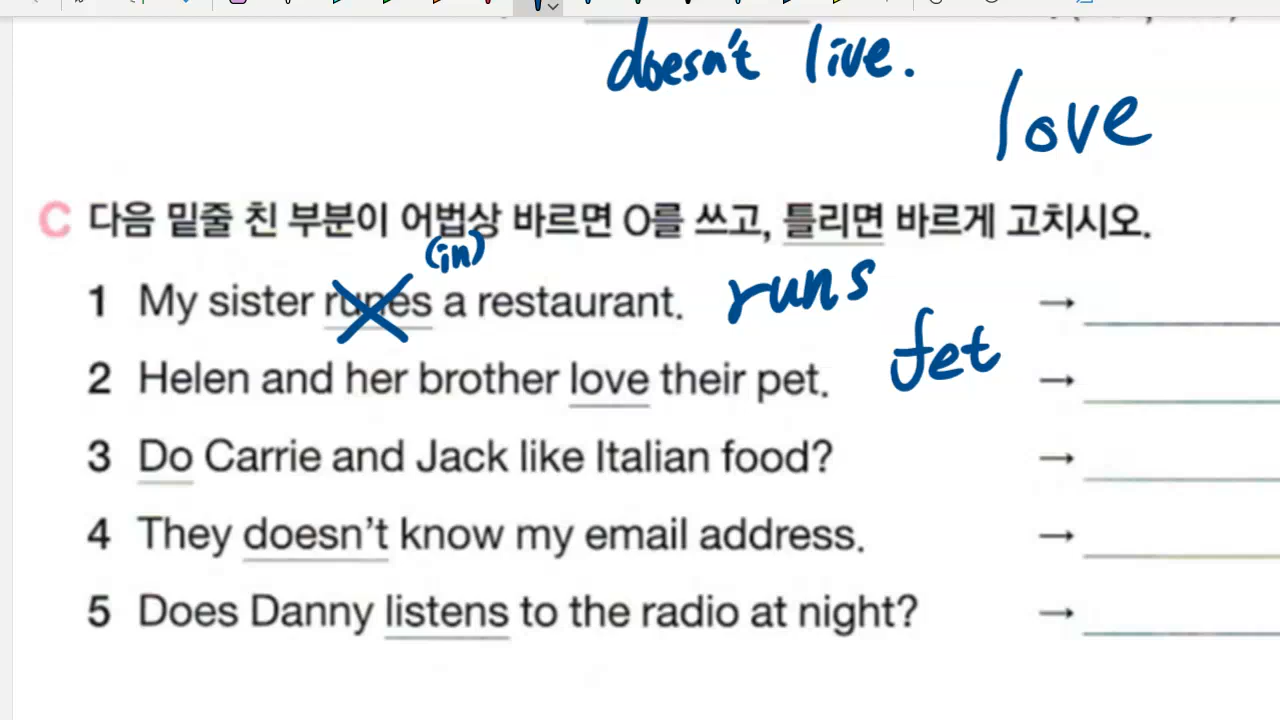 doesn't live.
love
C 다음 밑줄 친 부분이 어법상 바르면 O를 쓰고, 틀리면 바르게 고치시오.
(in)
1 My sister runes a restaurant. runs →
fet
2 Helen and her brother love their pet. →
3 Do Carrie and Jack like Italian food? →
4 They doesn't know my email address. →
5 Does Danny listens to the radio at night? →